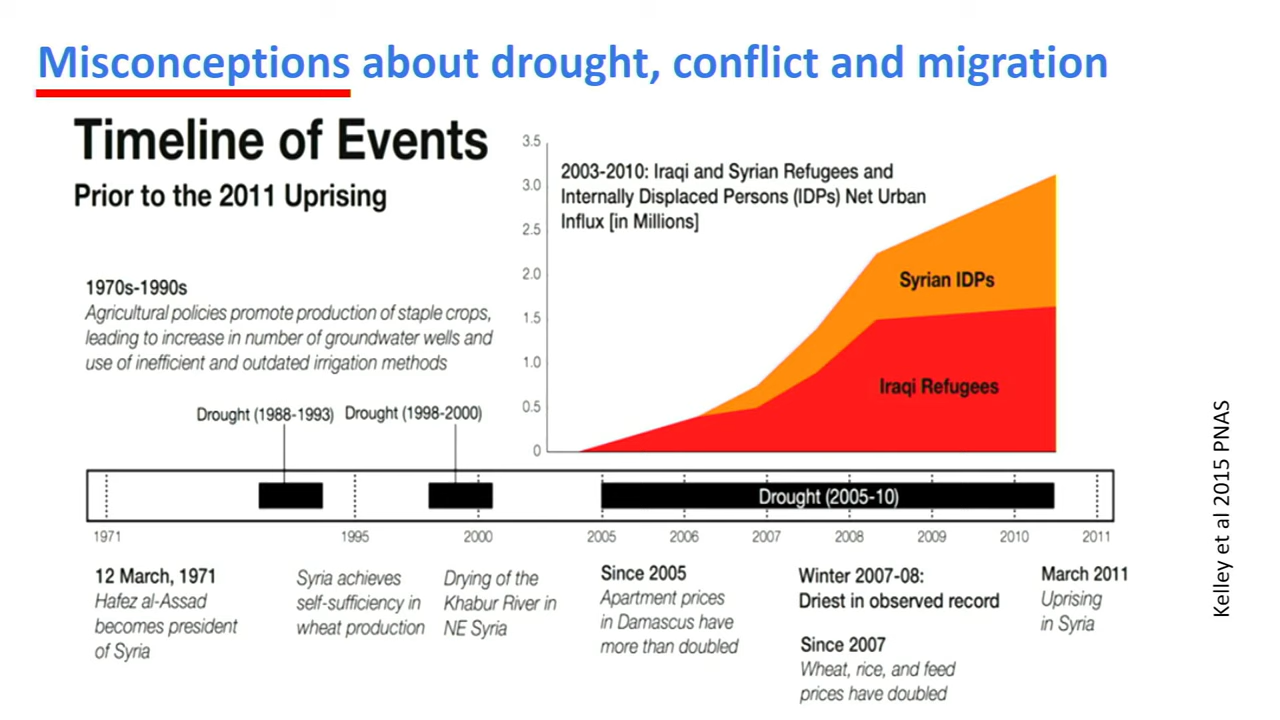 Misconceptions about drought, conflict and migration
Timeline of Events
Prior to the 2011 Uprising
1970s-1990s
Agricultural policies promote production of staple crops,
leading to increase in number of groundwater wells and
use of inefficient and outdated irrigation methods
3.5
3.0
2.5
2.0
1.5
1.0
0.5
0
2003-2010: Iraqi and Syrian Refugees and
Internally Displaced Persons (IDPs) Net Urban
Influx [in Millions]
Syrian IDPs
Iraqi Refugees
Drought (1988-1993) Drought (1998-2000)
Drought (2005-10)
1971 1995 2000 2005 2006 2007 2008 2009 2010 2011
12 March, 1971
Hafez al-Assad
becomes president
of Syria
Syria achieves
self-sufficiency in
wheat production
Drying of the
Khabur River in
NE Syria
Since 2005
Apartment prices
in Damascus have
more than doubled
Winter 2007-08:
Driest in observed record
Since 2007
Wheat, rice, and feed
prices have doubled
March 2011
Uprising
in Syria
Kelley et al 2015 PNAS